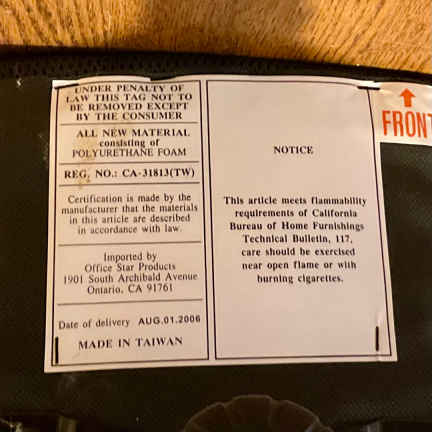 UNDER PENALTY OF
LAW THIS TAG NOT TO
BE REMOVED EXCEPT
BY THE CONSUMER
ALL NEW MATERIAL
consisting of
POLYURETHANE FOAM
REG. NO.: CA-31813(TW)
Certification is made by the
manufacturer that the materials
in this article are described
in accordance with law.
Imported by
Office Star Products
1901 South Archibald Avenue
Ontario, CA 91761
Date of delivery AUG.01.2006
MADE IN TAIWAN
NOTICE
This article meets flammability
requirements of California
Bureau of Home Furnishings
Technical Bulletin, 117,
care should be exercised
near open flame or with
burning cigarettes.
FRONT